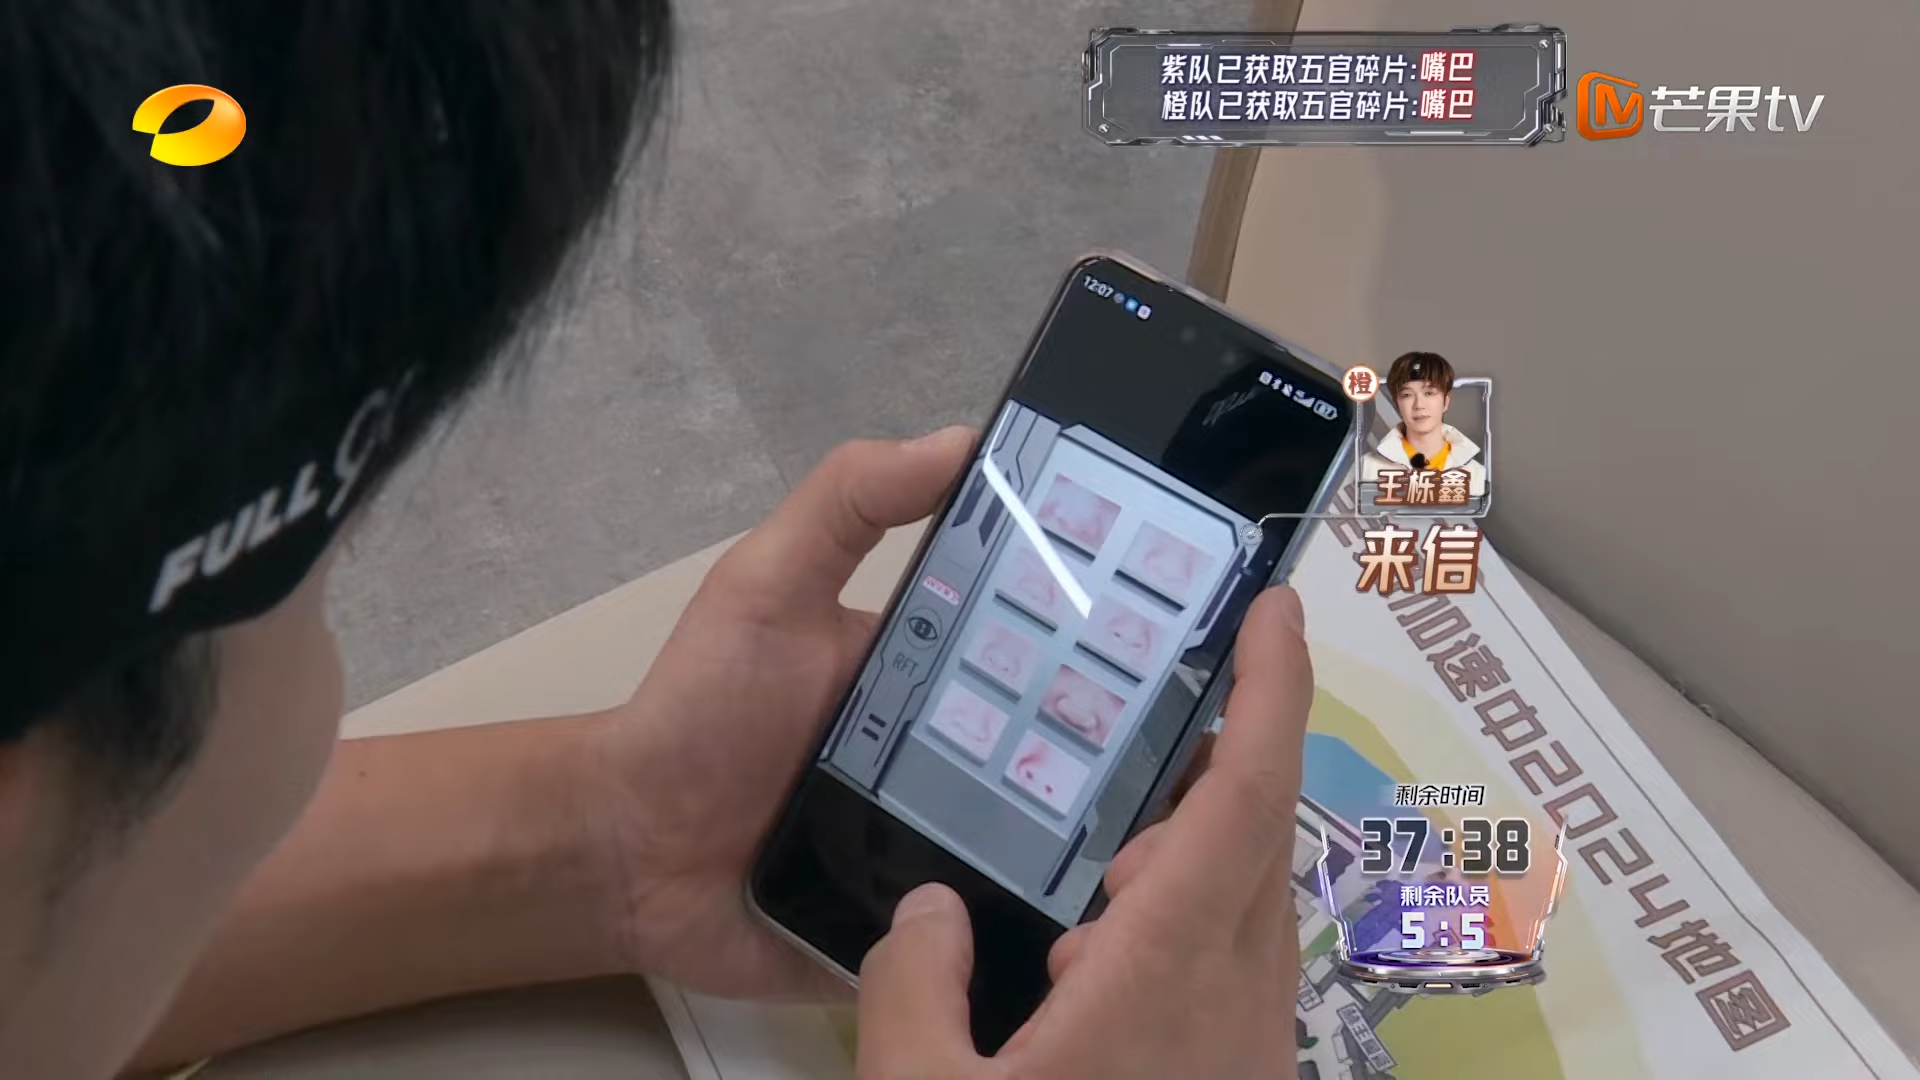 紫队已获取五官碎片:嘴巴
橙队已获取五官碎片:嘴巴
芒果tv
12:07
橙
王栎鑫
来信
FULL
RFT
加速中2024地图
剩余时间
37:38
剩余队员
5:5